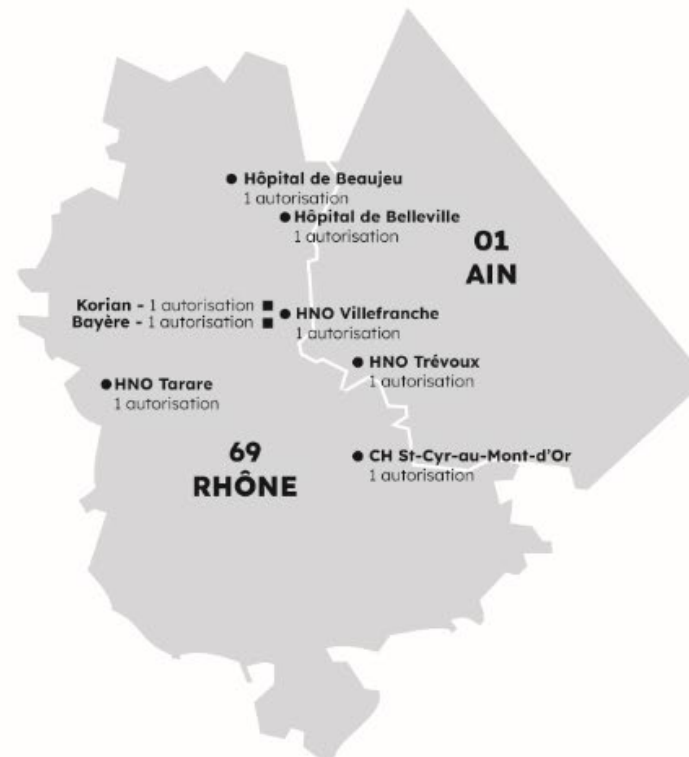 Hôpital de Beaujeu
1 autorisation
Hôpital de Belleville
1 autorisation
01
AIN
Korian - 1 autorisation
Bayère - 1 autorisation
HNO Villefranche
1 autorisation
HNO Trévoux
1 autorisation
HNO Tarare
1 autorisation
69
RHÔNE
CH St-Cyr-au-Mont-d'Or
1 autorisation